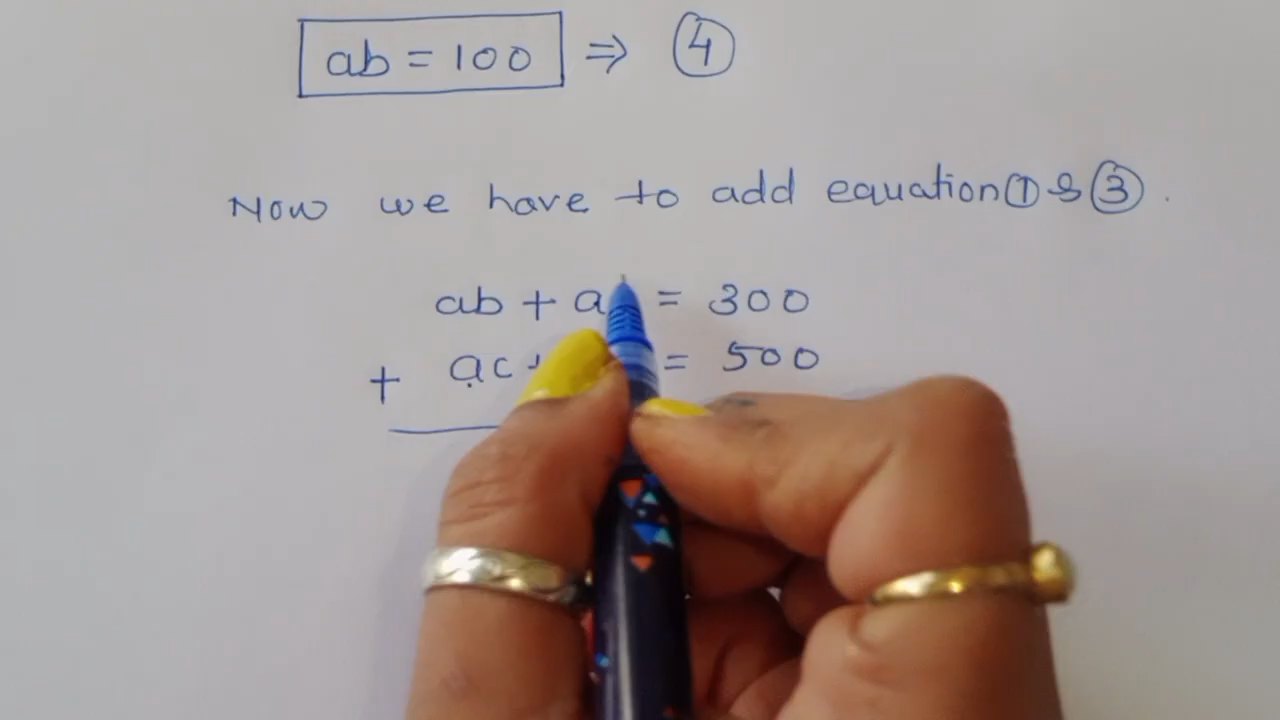 ab = 100 ⇒ ④
Now we have to add equation ① & ③.
ab + a = 300
+ ac + = 500